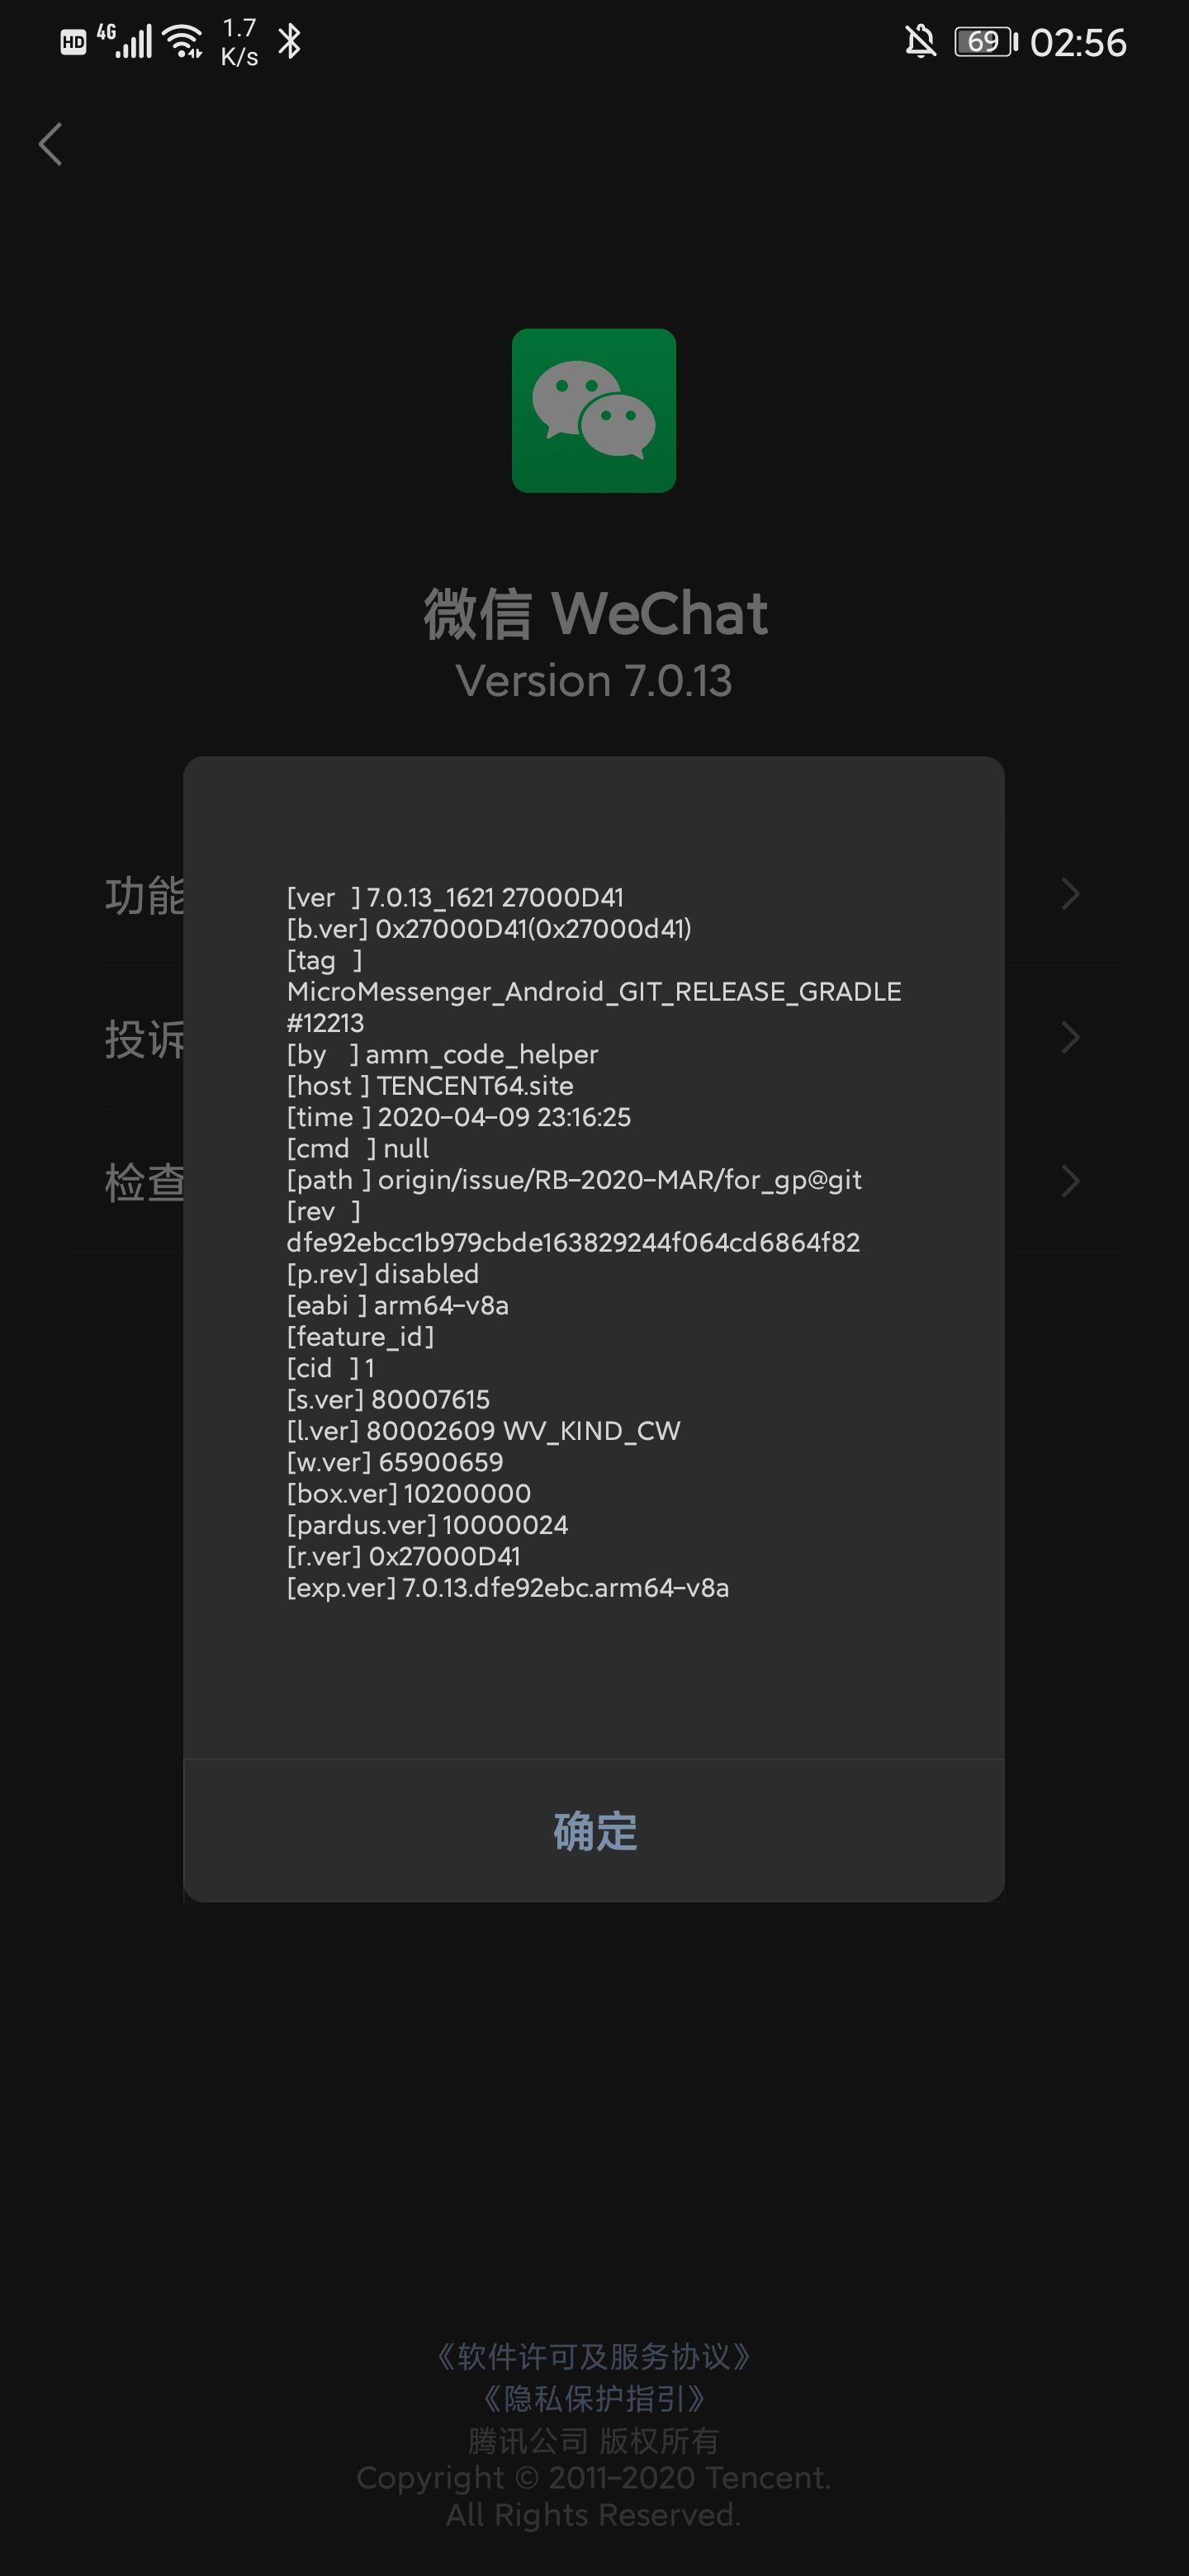 HD 4G 1.7 K/s 69 02:56
微信 WeChat
Version 7.0.13
功能
投诉
检查
[ver ] 7.0.13_1621 27000D41
[b.ver] 0x27000D41(0x27000d41)
[tag ]
MicroMessenger_Android_GIT_RELEASE_GRADLE
#12213
[by ] amm_code_helper
[host ] TENCENT64.site
[time ] 2020-04-09 23:16:25
[cmd ] null
[path ] origin/issue/RB-2020-MAR/for_gp@git
[rev ]
dfe92ebcc1b979cbde163829244f064cd6864f82
[p.rev] disabled
[eabi ] arm64-v8a
[feature_id]
[cid ] 1
[s.ver] 80007615
[l.ver] 80002609 WV_KIND_CW
[w.ver] 65900659
[box.ver] 10200000
[pardus.ver] 10000024
[r.ver] 0x27000D41
[exp.ver] 7.0.13.dfe92ebc.arm64-v8a
确定
《软件许可及服务协议》
《隐私保护指引》
腾讯公司 版权所有
Copyright © 2011-2020 Tencent.
All Rights Reserved.